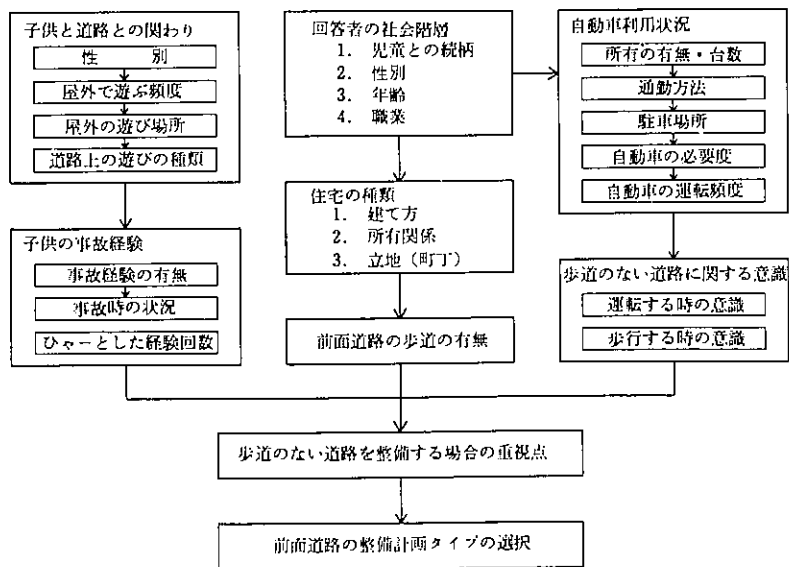 子供と道路との関わり
性　　別
屋外で遊ぶ頻度
屋外の遊び場所
道路上の遊びの種類
子供の事故経験
事故経験の有無
事故時の状況
ひゃーとした経験回数
回答者の社会階層
1. 児童との続柄
2. 性別
3. 年齢
4. 職業
住宅の種類
1. 建て方
2. 所有関係
3. 立地（町丁）
前面道路の歩道の有無
自動車利用状況
所有の有無・台数
通勤方法
駐車場所
自動車の必要度
自動車の運転頻度
歩道のない道路に関する意識
運転する時の意識
歩行する時の意識
歩道のない道路を整備する場合の重視点
前面道路の整備計画タイプの選択